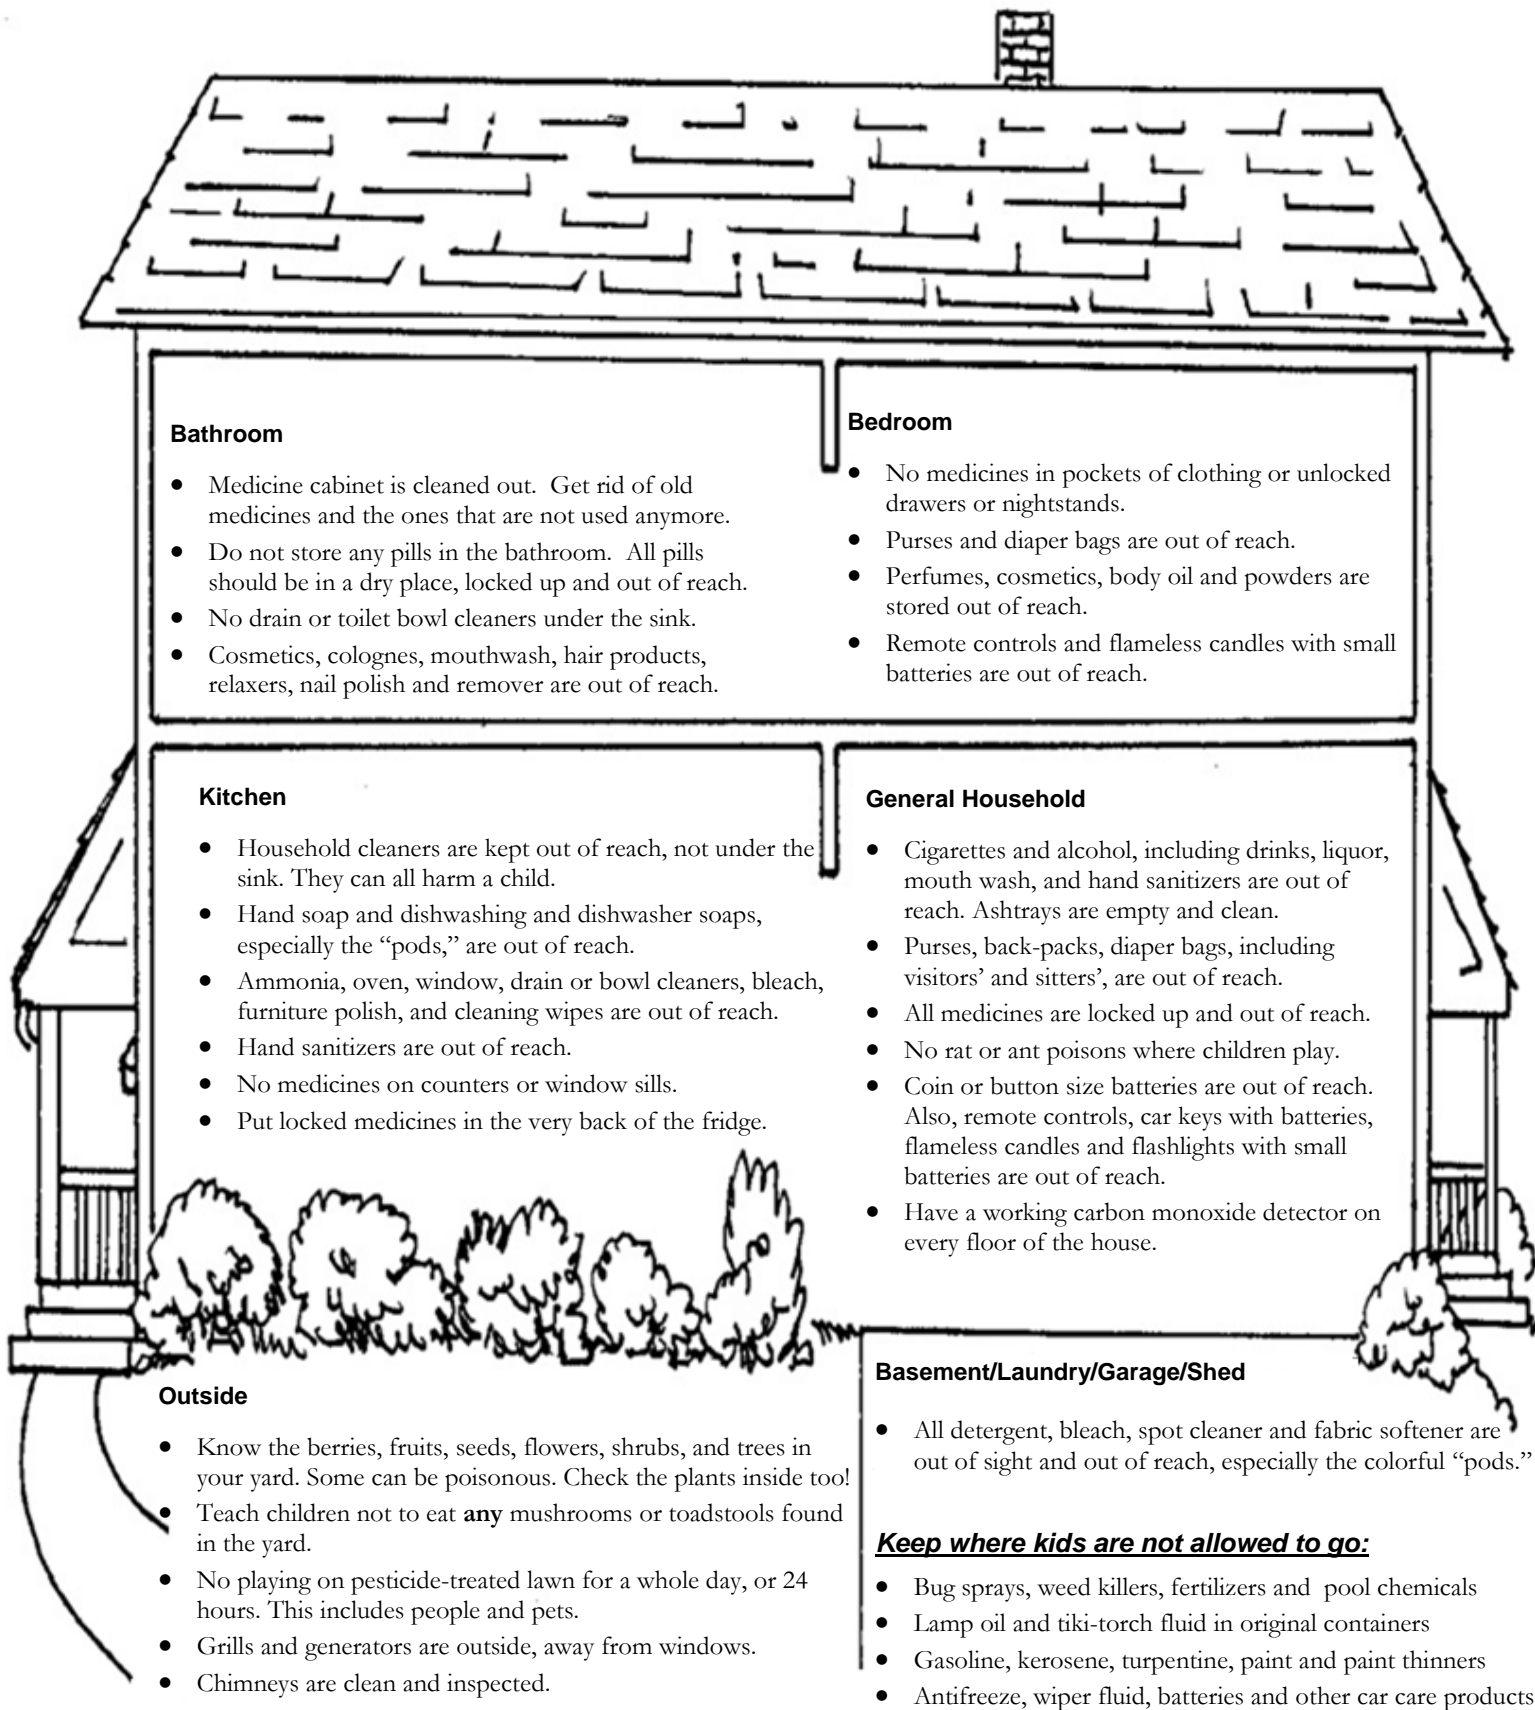 Bathroom
• Medicine cabinet is cleaned out.  Get rid of old
medicines and the ones that are not used anymore.
• Do not store any pills in the bathroom.  All pills
should be in a dry place, locked up and out of reach.
• No drain or toilet bowl cleaners under the sink.
• Cosmetics, colognes, mouthwash, hair products,
relaxers, nail polish and remover are out of reach.
Bedroom
• No medicines in pockets of clothing or unlocked
drawers or nightstands.
• Purses and diaper bags are out of reach.
• Perfumes, cosmetics, body oil and powders are
stored out of reach.
• Remote controls and flameless candles with small
batteries are out of reach.
Kitchen
• Household cleaners are kept out of reach, not under the
sink. They can all harm a child.
• Hand soap and dishwashing and dishwasher soaps,
especially the “pods,” are out of reach.
• Ammonia, oven, window, drain or bowl cleaners, bleach,
furniture polish, and cleaning wipes are out of reach.
• Hand sanitizers are out of reach.
• No medicines on counters or window sills.
• Put locked medicines in the very back of the fridge.
General Household
• Cigarettes and alcohol, including drinks, liquor,
mouth wash, and hand sanitizers are out of
reach. Ashtrays are empty and clean.
• Purses, back-packs, diaper bags, including
visitors’ and sitters’, are out of reach.
• All medicines are locked up and out of reach.
• No rat or ant poisons where children play.
• Coin or button size batteries are out of reach.
Also, remote controls, car keys with batteries,
flameless candles and flashlights with small
batteries are out of reach.
• Have a working carbon monoxide detector on
every floor of the house.
Outside
• Know the berries, fruits, seeds, flowers, shrubs, and trees in
your yard. Some can be poisonous. Check the plants inside too!
• Teach children not to eat any mushrooms or toadstools found
in the yard.
• No playing on pesticide-treated lawn for a whole day, or 24
hours. This includes people and pets.
• Grills and generators are outside, away from windows.
• Chimneys are clean and inspected.
Basement/Laundry/Garage/Shed
• All detergent, bleach, spot cleaner and fabric softener are
out of sight and out of reach, especially the colorful “pods.”
Keep where kids are not allowed to go:
• Bug sprays, weed killers, fertilizers and  pool chemicals
• Lamp oil and tiki-torch fluid in original containers
• Gasoline, kerosene, turpentine, paint and paint thinners
• Antifreeze, wiper fluid, batteries and other car care products